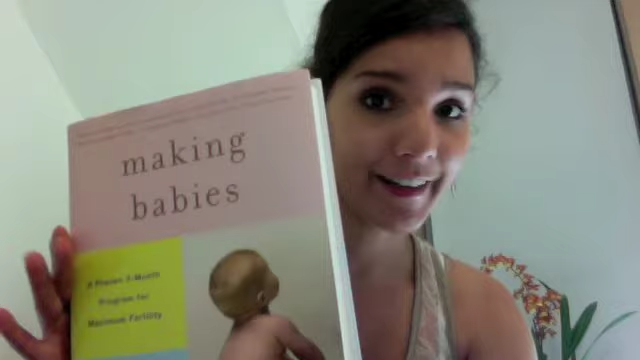 making
babies
A Proven 3-Month
Program for
Maximum Fertility